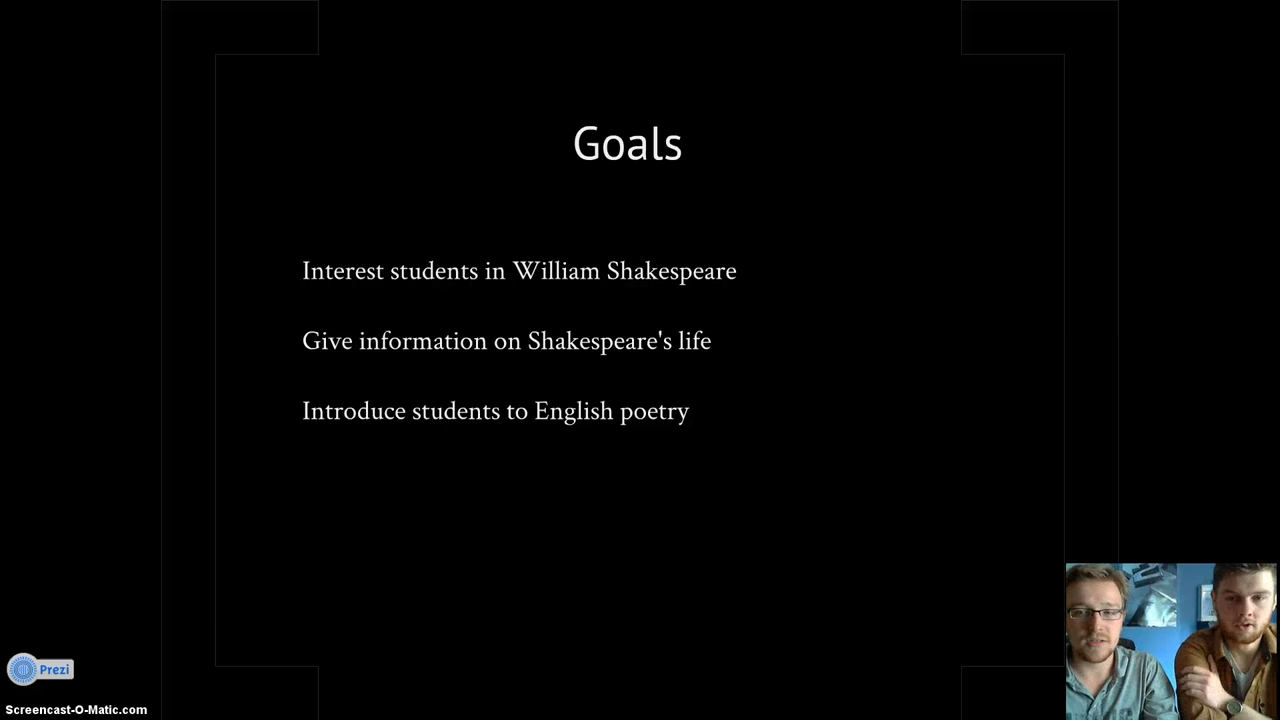 Goals
Interest students in William Shakespeare
Give information on Shakespeare's life
Introduce students to English poetry
Prezi
Screencast-O-Matic.com